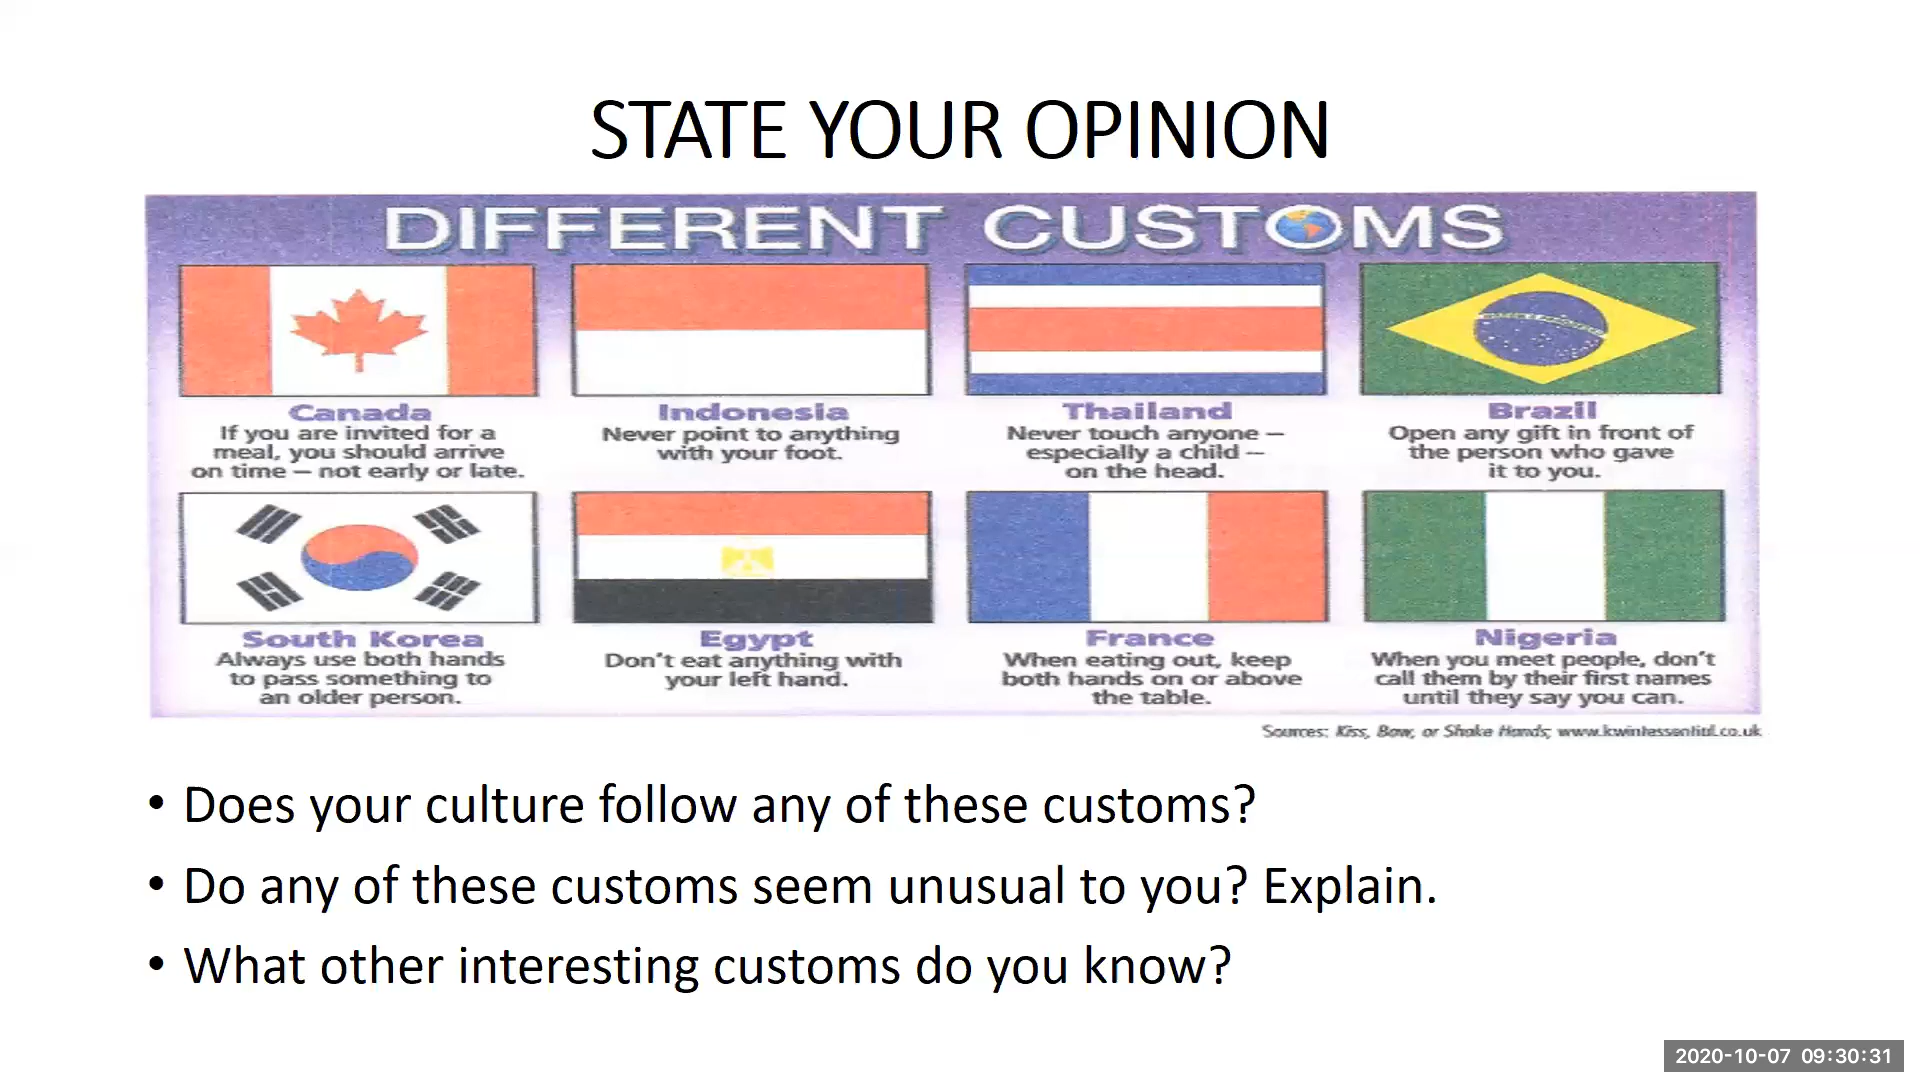 STATE YOUR OPINION
DIFFERENT CUSTOMS
Canada
If you are invited for a
meal, you should arrive
on time – not early or late.
Indonesia
Never point to anything
with your foot.
Thailand
Never touch anyone –
especially a child –
on the head.
Brazil
Open any gift in front of
the person who gave
it to you.
South Korea
Always use both hands
to pass something to
an older person.
Egypt
Don't eat anything with
your left hand.
France
When eating out, keep
both hands on or above
the table.
Nigeria
When you meet people, don't
call them by their first names
until they say you can.
Sources: Kiss, Bow, or Shake Hands; www.kwintessential.co.uk
• Does your culture follow any of these customs?
• Do any of these customs seem unusual to you? Explain.
• What other interesting customs do you know?
2020-10-07 09:30:31